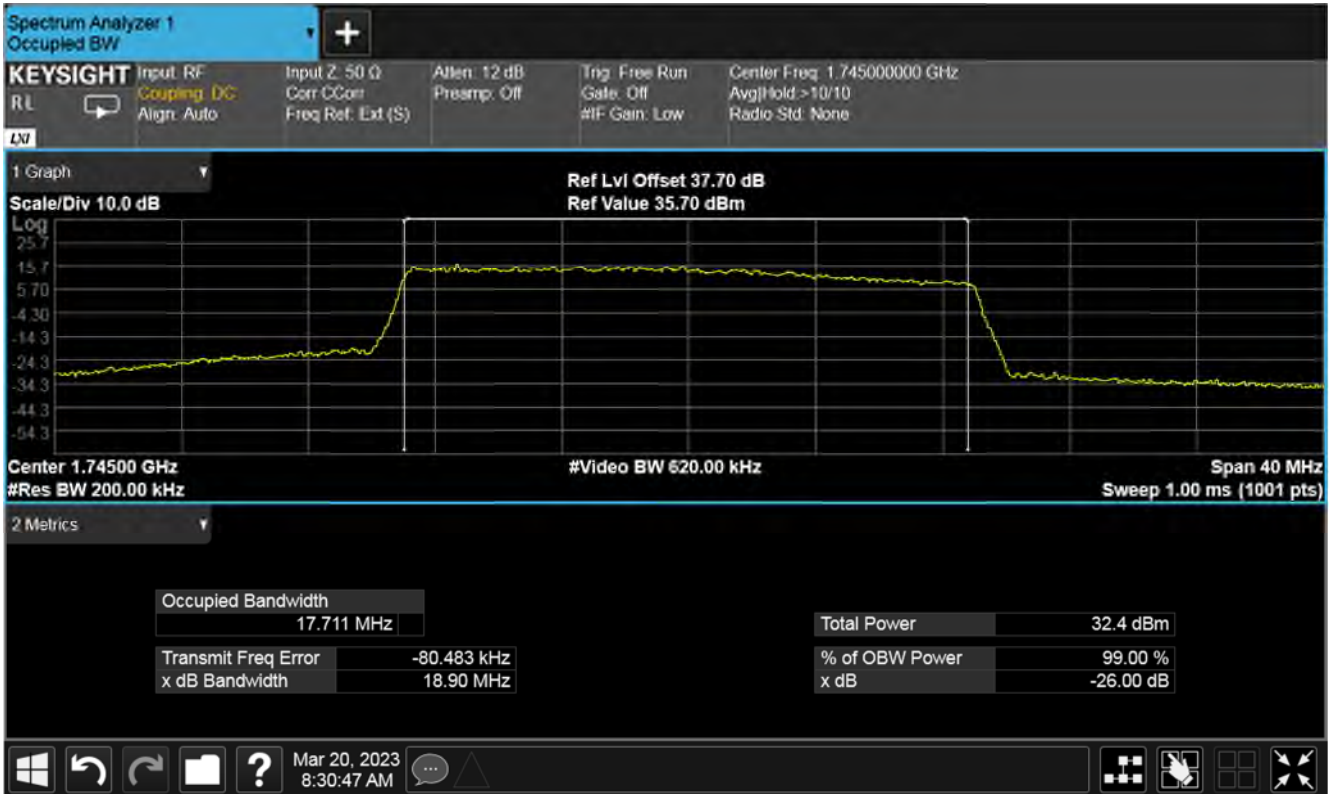 Spectrum Analyzer 1
Occupied BW
+
KEYSIGHT
RL
LXI
Input: RF
Coupling: DC
Align: Auto
Input Z: 50 Ω
Corr CCorr
Freq Ref: Ext (S)
Atten: 12 dB
Preamp: Off
Trig: Free Run
Gate: Off
#IF Gain: Low
Center Freq: 1.745000000 GHz
Avg|Hold:>10/10
Radio Std: None
1 Graph
Scale/Div 10.0 dB
Ref Lvl Offset 37.70 dB
Ref Value 35.70 dBm
Log
25.7
15.7
5.70
-4.30
-14.3
-24.3
-34.3
-44.3
-54.3
Center 1.74500 GHz
#Video BW 620.00 kHz
Span 40 MHz
#Res BW 200.00 kHz
Sweep 1.00 ms (1001 pts)
2 Metrics
Occupied Bandwidth
17.711 MHz
Transmit Freq Error -80.483 kHz
x dB Bandwidth 18.90 MHz
Total Power 32.4 dBm
% of OBW Power 99.00 %
x dB -26.00 dB
?
Mar 20, 2023
8:30:47 AM